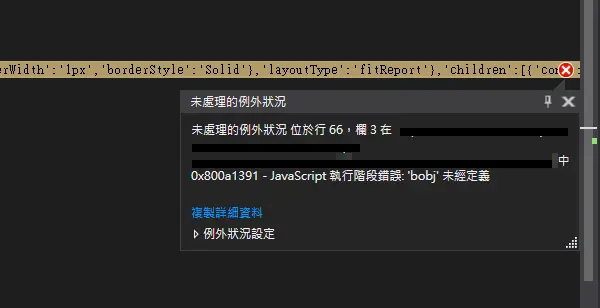 erWidth':'1px','borderStyle':'Solid'},'layoutType':'fitReport'},'children':[{'cons
未處理的例外狀況
未處理的例外狀況 位於行 66，欄 3 在
中
0x800a1391 - JavaScript 執行階段錯誤: 'bobj' 未經定義
複製詳細資料
例外狀況設定